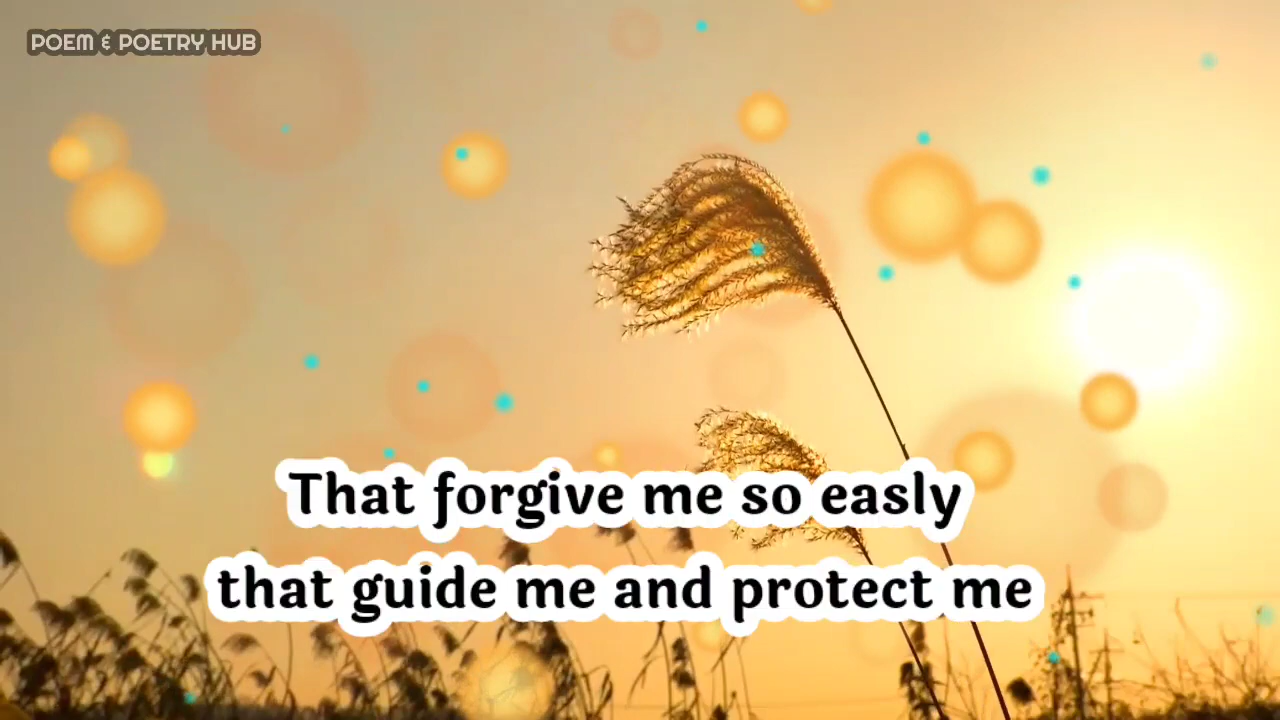 POEM & POETRY HUB
That forgive me so easly
that guide me and protect me